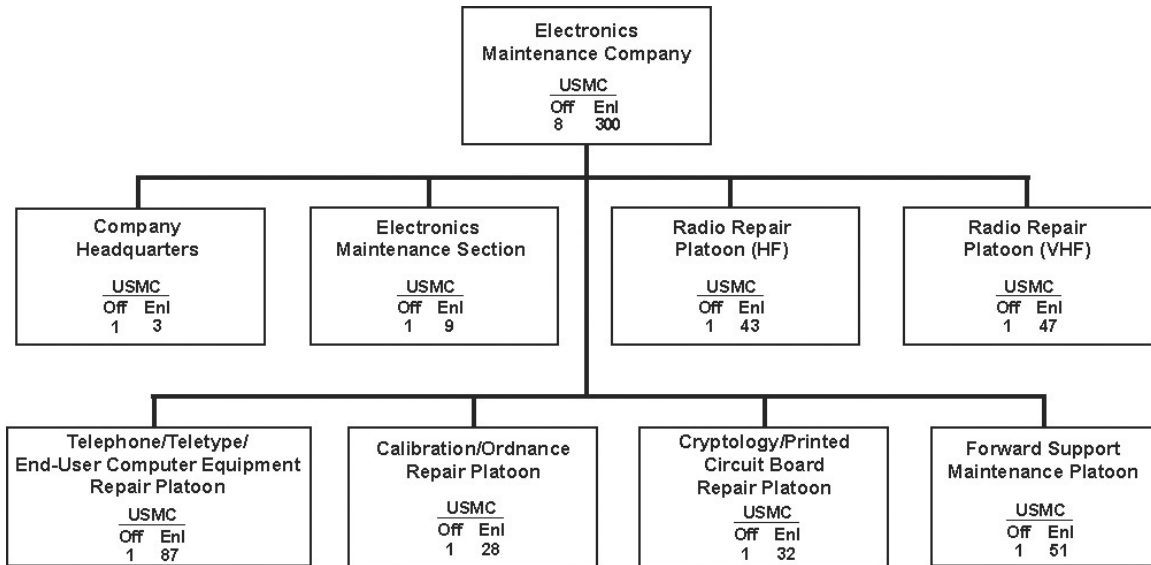 Electronics
Maintenance Company
USMC
Off Enl
8 300
Company
Headquarters
USMC
Off Enl
1 3
Electronics
Maintenance Section
USMC
Off Enl
1 9
Radio Repair
Platoon (HF)
USMC
Off Enl
1 43
Radio Repair
Platoon (VHF)
USMC
Off Enl
1 47
Telephone/Teletype/
End-User Computer Equipment
Repair Platoon
USMC
Off Enl
1 87
Calibration/Ordnance
Repair Platoon
USMC
Off Enl
1 28
Cryptology/Printed
Circuit Board
Repair Platoon
USMC
Off Enl
1 32
Forward Support
Maintenance Platoon
USMC
Off Enl
1 51